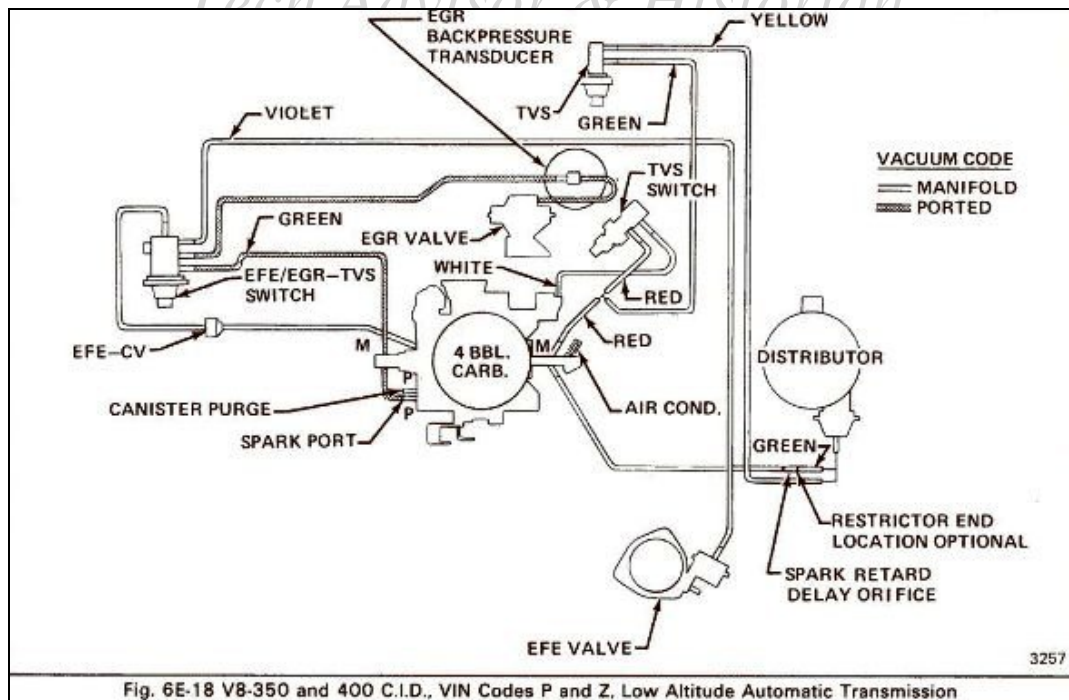 EGR
BACKPRESSURE
TRANSDUCER
YELLOW
TVS
GREEN
VIOLET
TVS
SWITCH
VACUUM CODE
MANIFOLD
PORTED
GREEN
EGR VALVE
EFE/EGR-TVS
SWITCH
WHITE
RED
RED
EFE-CV
M
4 BBL.
CARB.
M
DISTRIBUTOR
P
CANISTER PURGE
P
SPARK PORT
AIR COND.
GREEN
RESTRICTOR END
LOCATION OPTIONAL
SPARK RETARD
DELAY ORIFICE
EFE VALVE
3257
Fig. 6E-18 V8-350 and 400 C.I.D., VIN Codes P and Z, Low Altitude Automatic Transmission